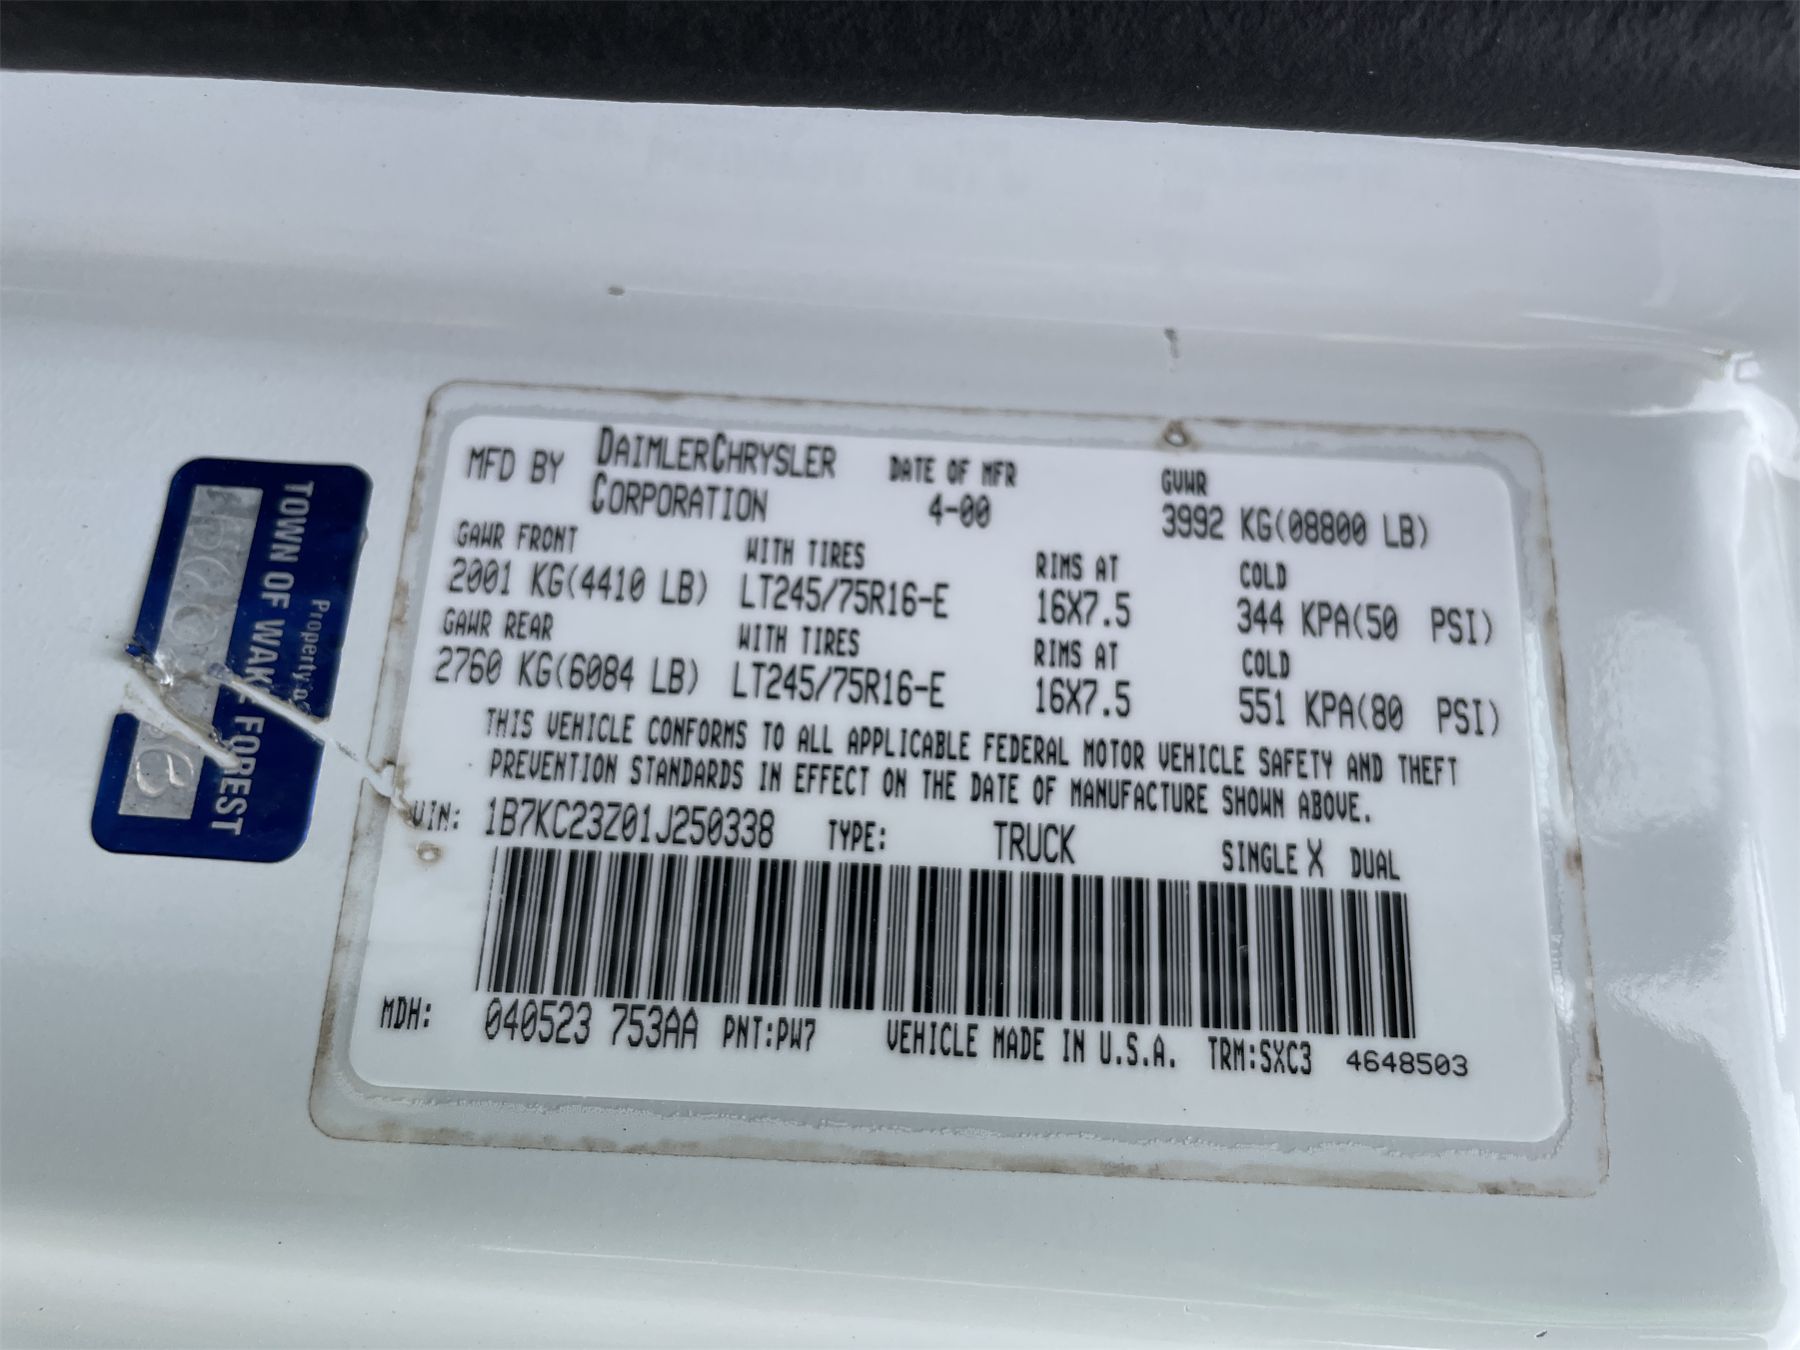 MFD BY DAIMLERCHRYSLER CORPORATION
DATE OF MFR
4-00
GVWR
3992 KG(08800 LB)
GAWR FRONT WITH TIRES RIMS AT COLD
2001 KG(4410 LB) LT245/75R16-E 16X7.5 344 KPA(50 PSI)
GAWR REAR WITH TIRES RIMS AT COLD
2760 KG(6084 LB) LT245/75R16-E 16X7.5 551 KPA(80 PSI)
THIS VEHICLE CONFORMS TO ALL APPLICABLE FEDERAL MOTOR VEHICLE SAFETY AND THEFT
PREVENTION STANDARDS IN EFFECT ON THE DATE OF MANUFACTURE SHOWN ABOVE.
VIN: 1B7KC23Z01J250338 TYPE: TRUCK SINGLE X DUAL
MDH: 040523 753AA PNT:PW7 VEHICLE MADE IN U.S.A. TRM:SXC3 4648503
Property of
TOWN OF WAKE FOREST